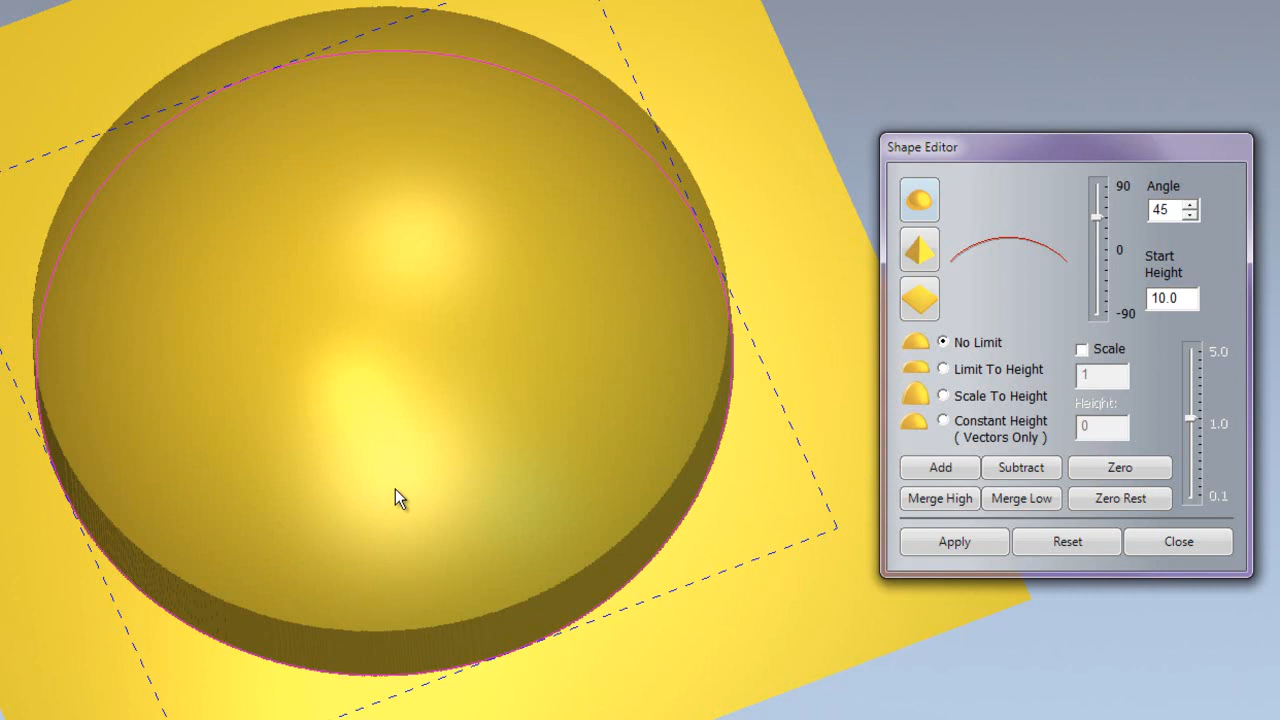 Shape Editor
90
Angle
45
0
Start
Height
10.0
-90
No Limit
Scale
5.0
Limit To Height
1
Scale To Height
Height:
Constant Height
( Vectors Only )
0
1.0
Add
Subtract
Zero
Merge High
Merge Low
Zero Rest
0.1
Apply
Reset
Close